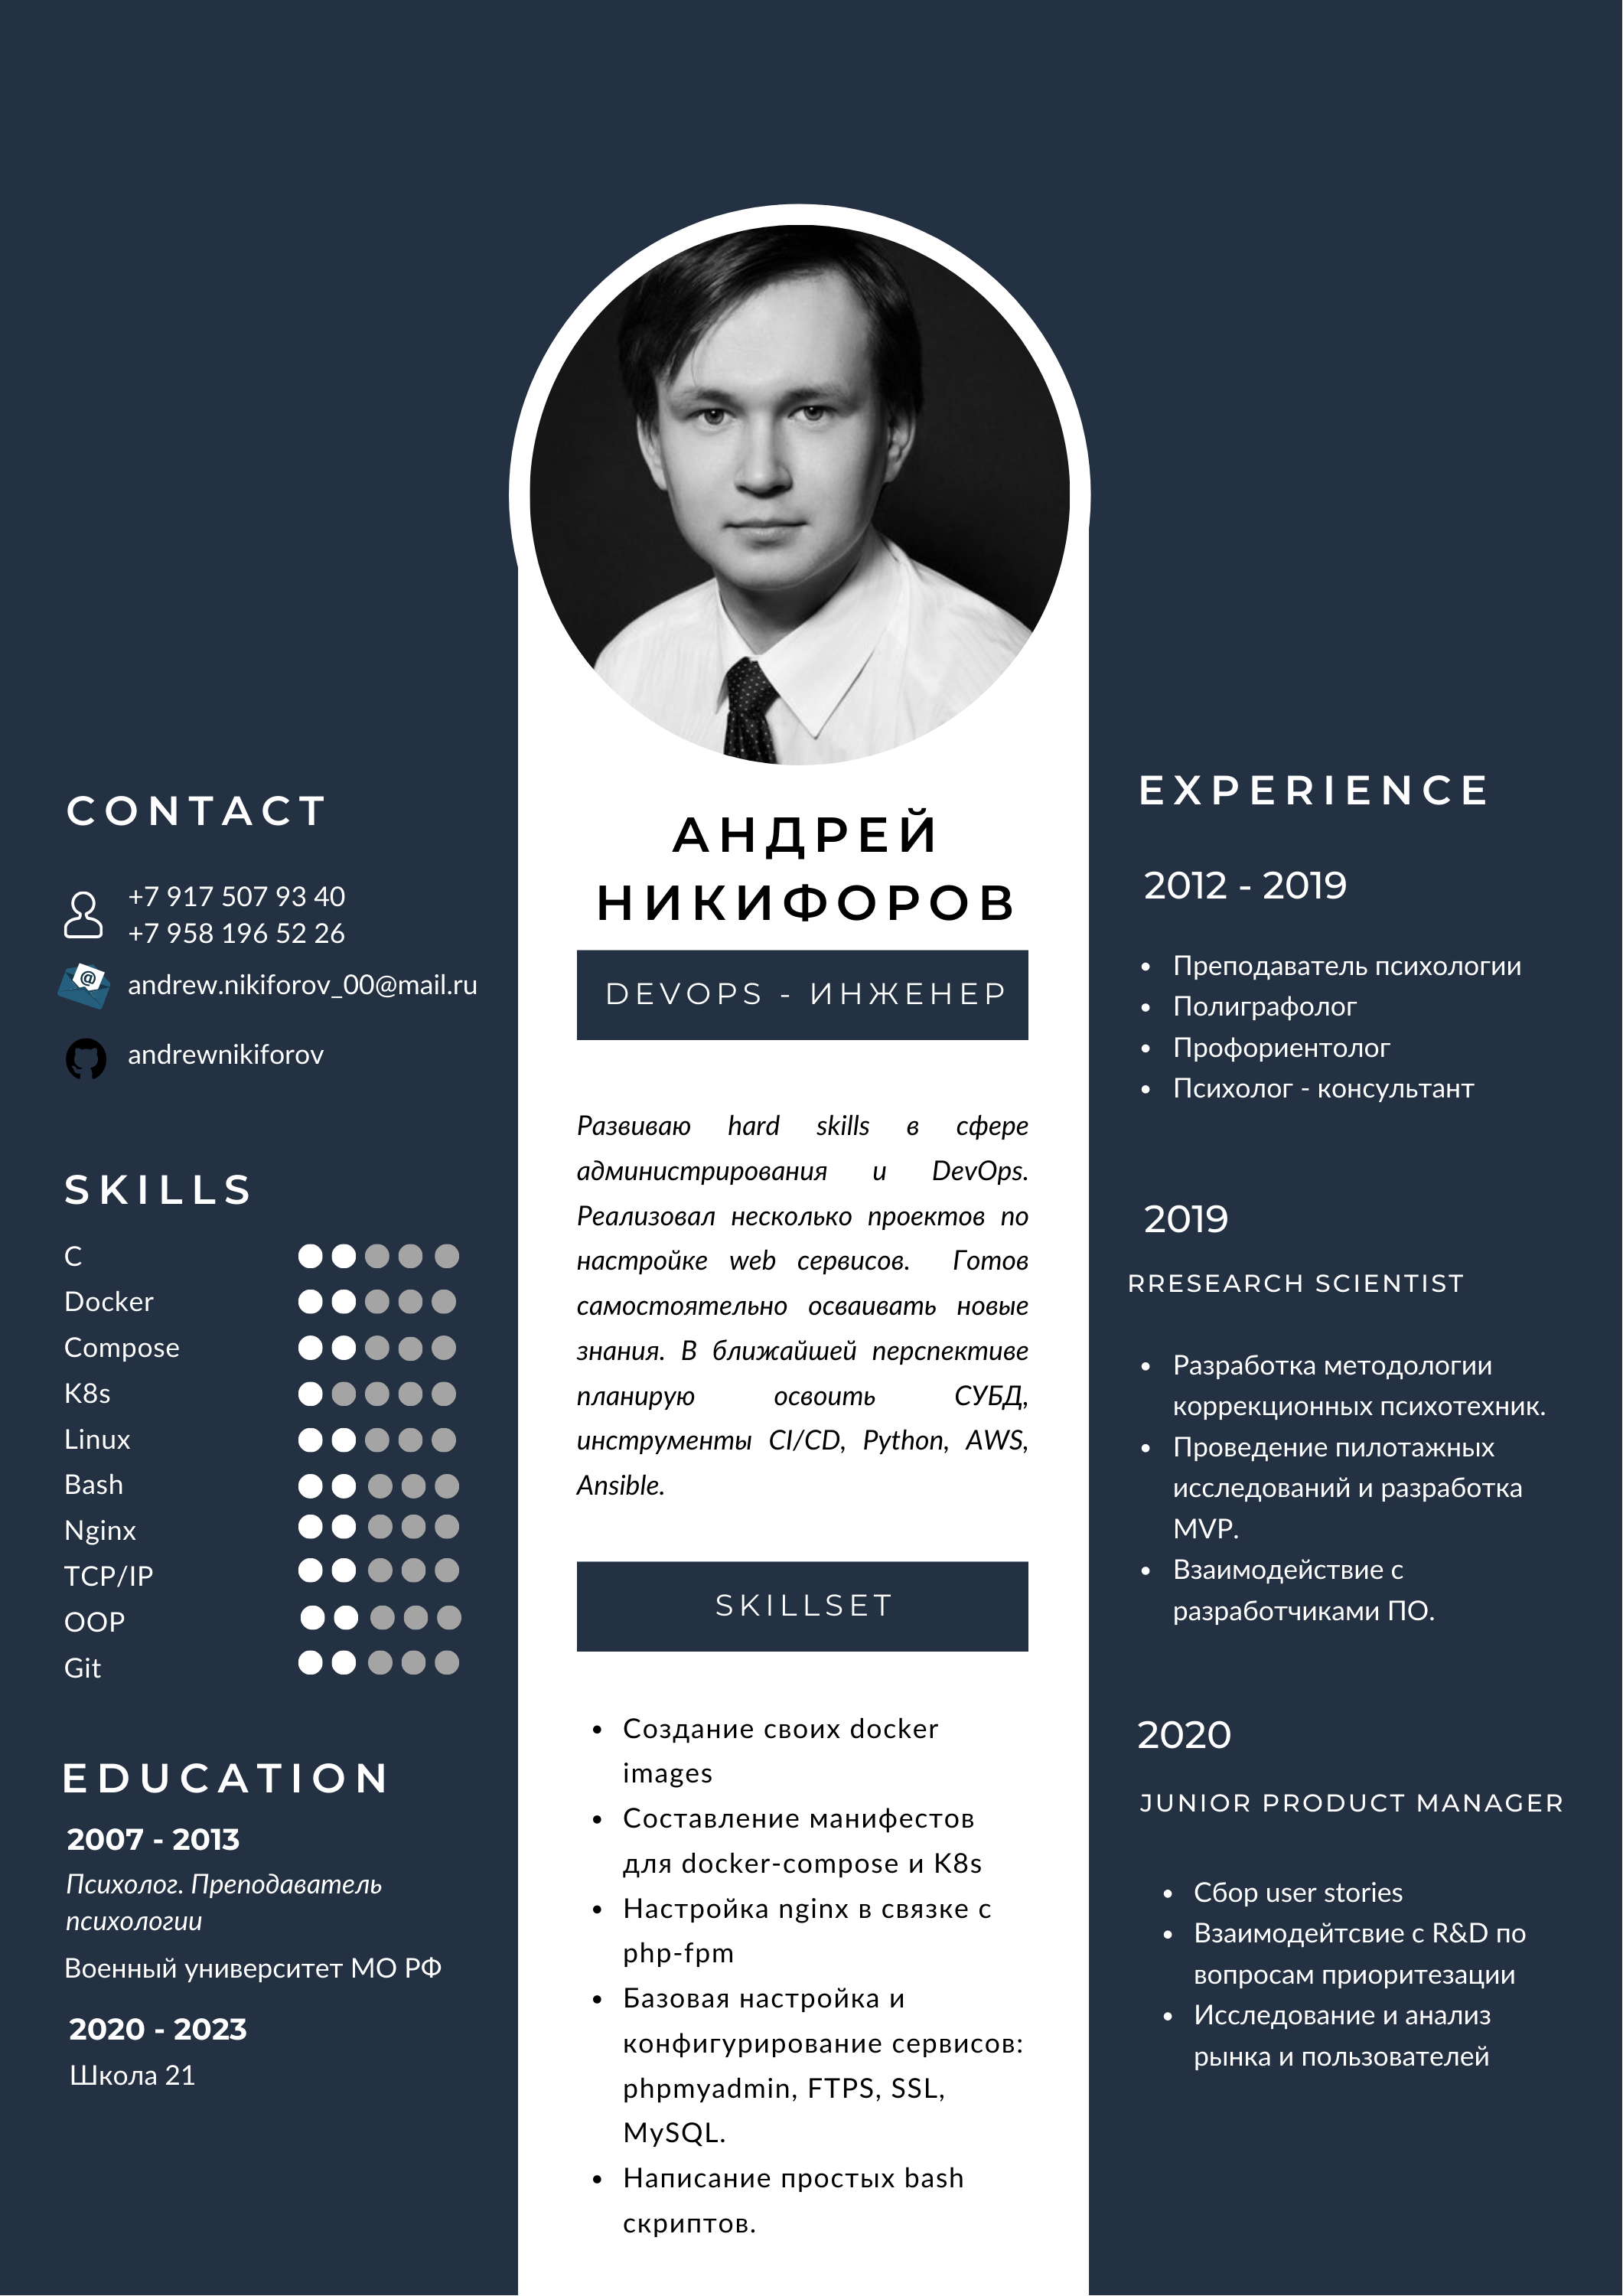 CONTACT
+7 917 507 93 40
+7 958 196 52 26
andrew.nikiforov_00@mail.ru
andrewnikiforov
SKILLS
C
Docker
Compose
K8s
Linux
Bash
Nginx
TCP/IP
OOP
Git
EDUCATION
2007 - 2013
Психолог. Преподаватель
психологии
Военный университет МО РФ
2020 - 2023
Школа 21
АНДРЕЙ
НИКИФОРОВ
DEVOPS - ИНЖЕНЕР
Развиваю hard skills в сфере
администрирования и DevOps.
Реализовал несколько проектов по
настройке web сервисов. Готов
самостоятельно осваивать новые
знания. В ближайшей перспективе
планирую освоить СУБД,
инструменты CI/CD, Python, AWS,
Ansible.
SKILLSET
• Создание своих docker
images
• Составление манифестов
для docker-compose и K8s
• Настройка nginx в связке с
php-fpm
• Базовая настройка и
конфигурирование сервисов:
phpmyadmin, FTPS, SSL,
MySQL.
• Написание простых bash
скриптов.
EXPERIENCE
2012 - 2019
• Преподаватель психологии
• Полиграфолог
• Профориентолог
• Психолог - консультант
2019
RRESEARCH SCIENTIST
• Разработка методологии
коррекционных психотехник.
• Проведение пилотажных
исследований и разработка
MVP.
• Взаимодействие с
разработчиками ПО.
2020
JUNIOR PRODUCT MANAGER
• Сбор user stories
• Взаимодейтсвие с R&D по
вопросам приоритезации
• Исследование и анализ
рынка и пользователей